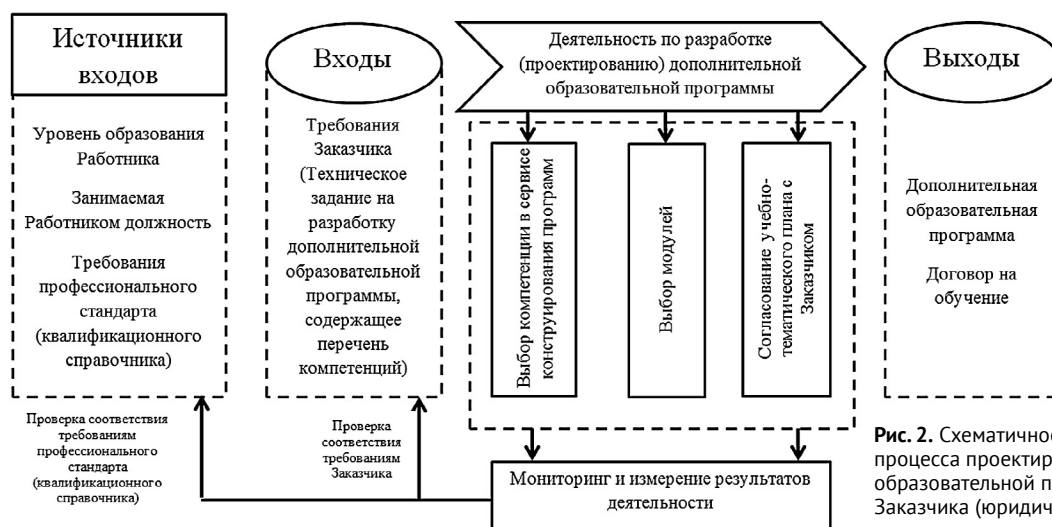 Источники
входов
Уровень образования
Работника
Занимаемая
Работником должность
Требования
профессионального
стандарта
(квалификационного
справочника)
Входы
Требования
Заказчика
(Техническое
задание на
разработку
дополнительной
образовательной
программы,
содержащее
перечень
компетенций)
Деятельность по разработке
(проектированию) дополнительной
образовательной программы
Выбор компетенции в сервисе
конструирования программ
Выбор модулей
Согласование учебно-
тематического плана с
Заказчиком
Выходы
Дополнительная
образовательная
программа
Договор на
обучение
Проверка соответствия
требованиям
профессионального
стандарта
(квалификационного
справочника)
Проверка
соответствия
требованиям
Заказчика
Мониторинг и измерение результатов
деятельности
Рис. 2. Схематичнос
процесса проектир
образовательной п
Заказчика (юридич